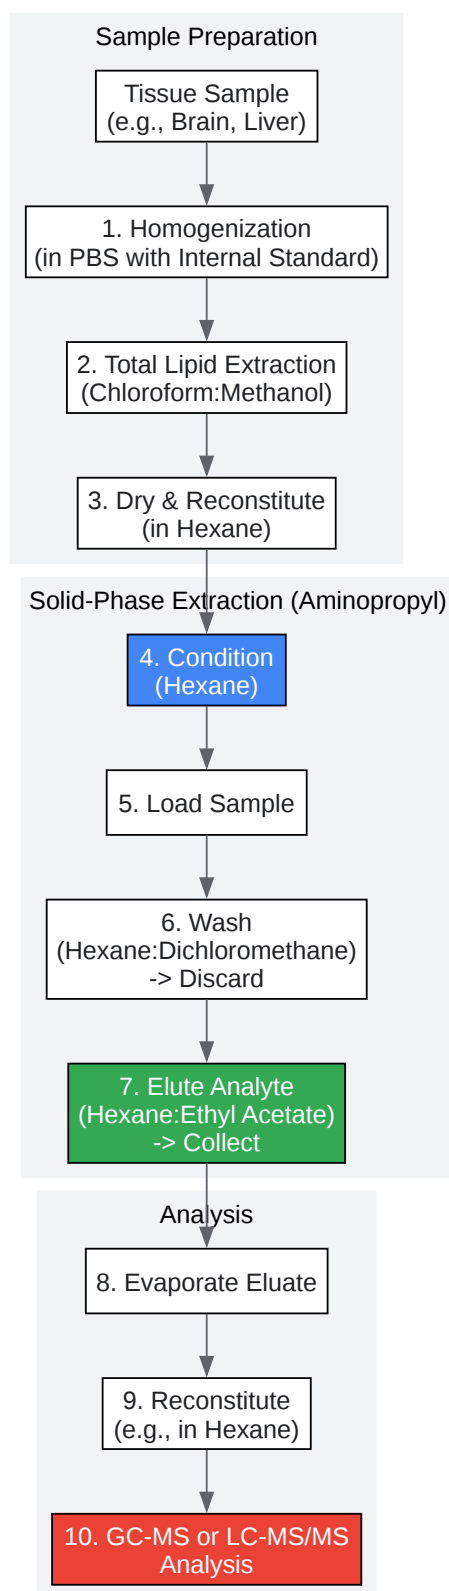 Sample Preparation
Tissue Sample
(e.g., Brain, Liver)
1. Homogenization
(in PBS with Internal Standard)
2. Total Lipid Extraction
(Chloroform:Methanol)
3. Dry & Reconstitute
(in Hexane)
Solid-Phase Extraction (Aminopropyl)
4. Condition
(Hexane)
5. Load Sample
6. Wash
(Hexane:Dichloromethane)
-> Discard
7. Elute Analyte
(Hexane:Ethyl Acetate)
-> Collect
Analysis
8. Evaporate Eluate
9. Reconstitute
(e.g., in Hexane)
10. GC-MS or LC-MS/MS
Analysis